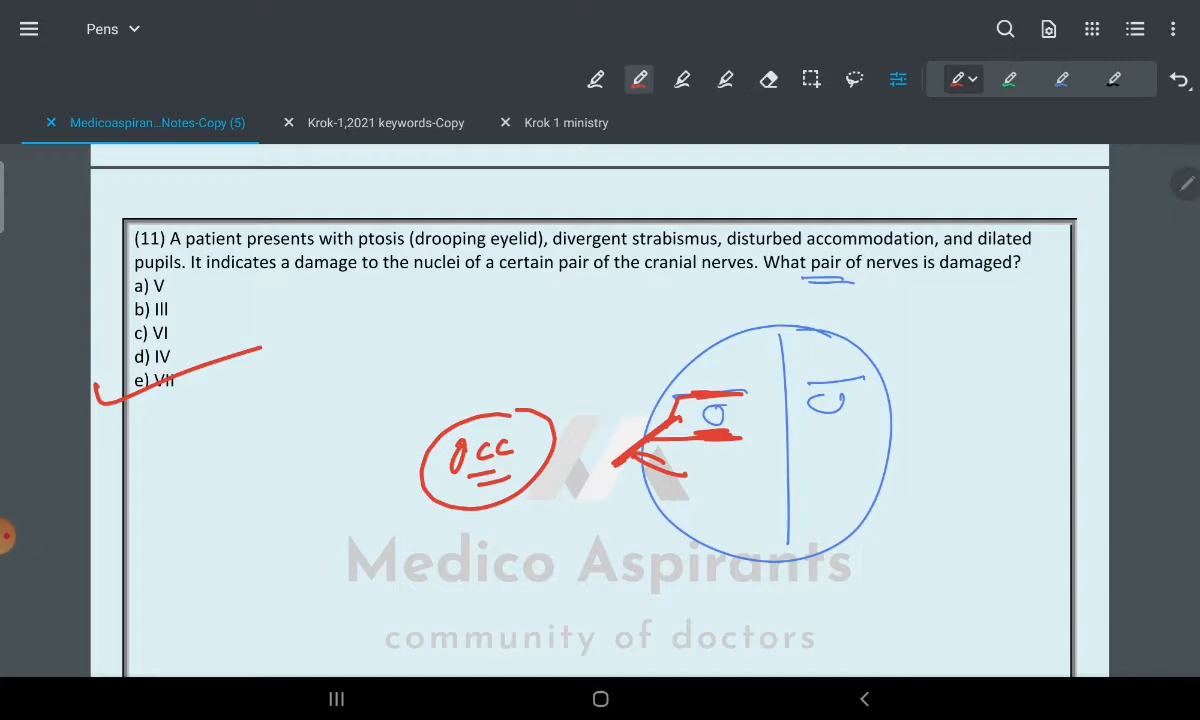 Pens
Medicoaspiran...Notes-Copy (5)
Krok-1,2021 keywords-Copy
Krok 1 ministry
(11) A patient presents with ptosis (drooping eyelid), divergent strabismus, disturbed accommodation, and dilated
pupils. It indicates a damage to the nuclei of a certain pair of the cranial nerves. What pair of nerves is damaged?
a) V
b) Ill
c) VI
d) IV
e) VII
Medico Aspirants
community of doctors